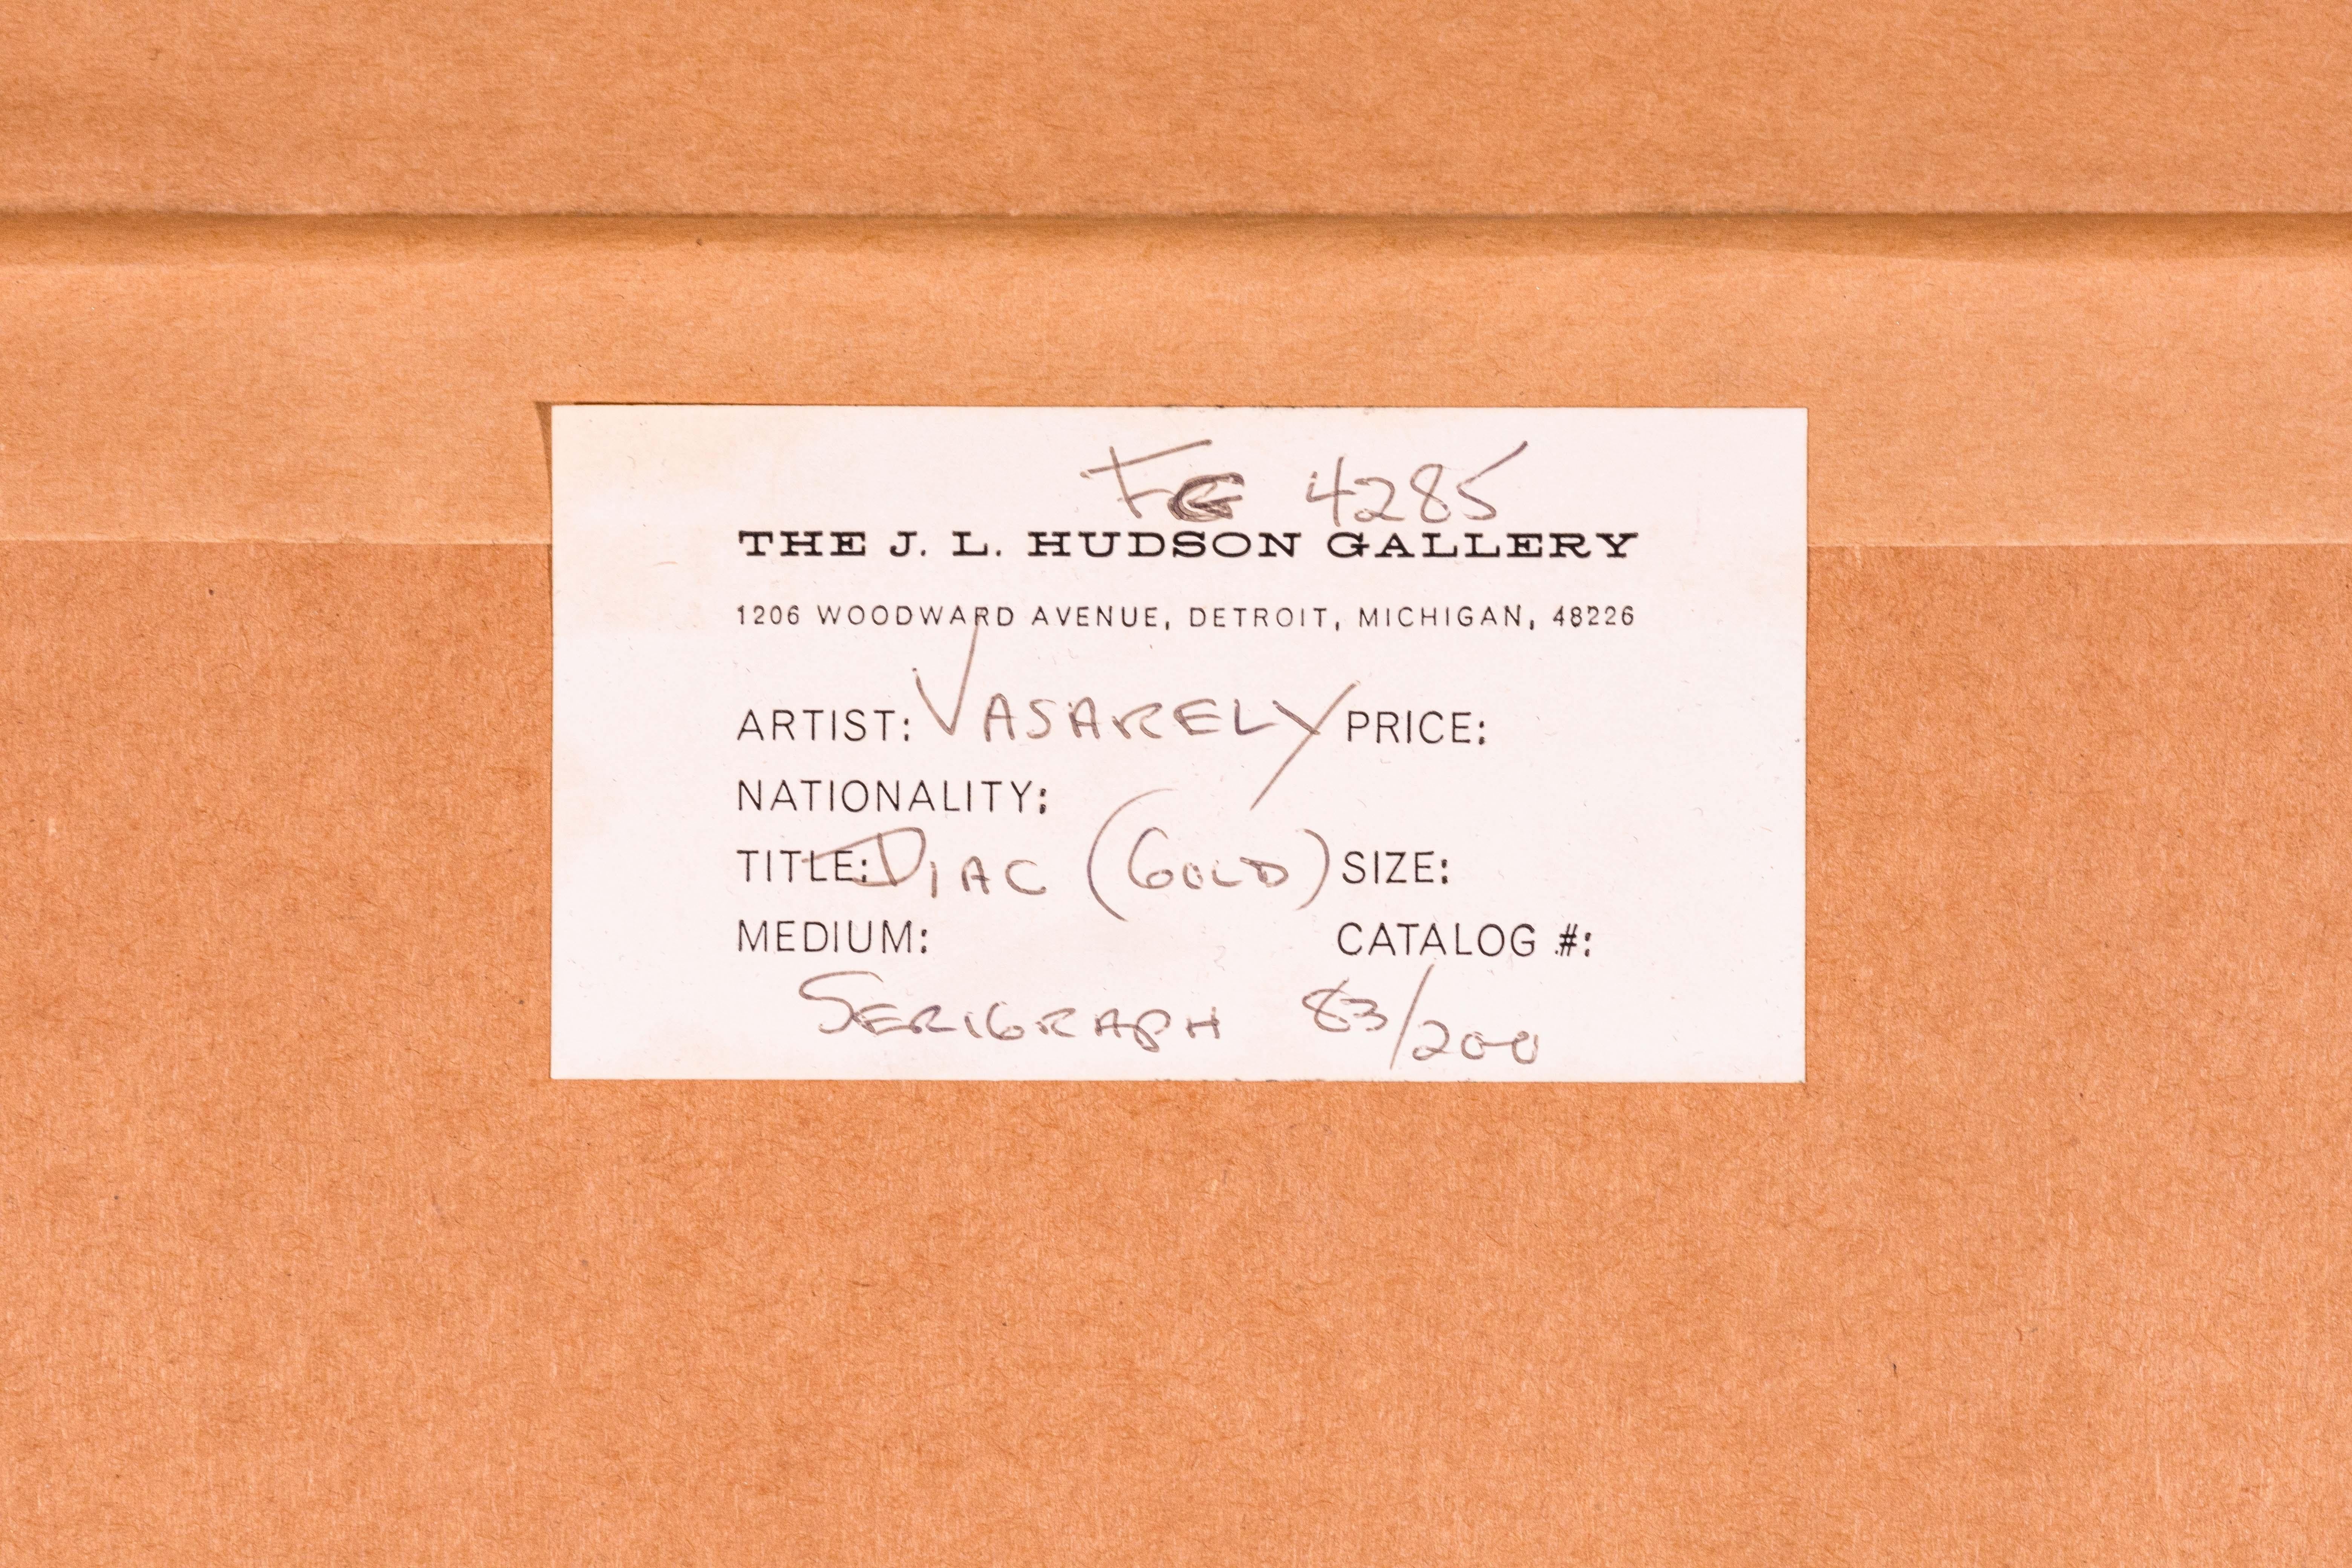 FG 4285
THE J. L. HUDSON GALLERY
1206 WOODWARD AVENUE, DETROIT, MICHIGAN, 48226
ARTIST: VASARELY PRICE:
NATIONALITY:
TITLE: DIAC (GOLD) SIZE:
MEDIUM: CATALOG #:
SERIGRAPH 83/200